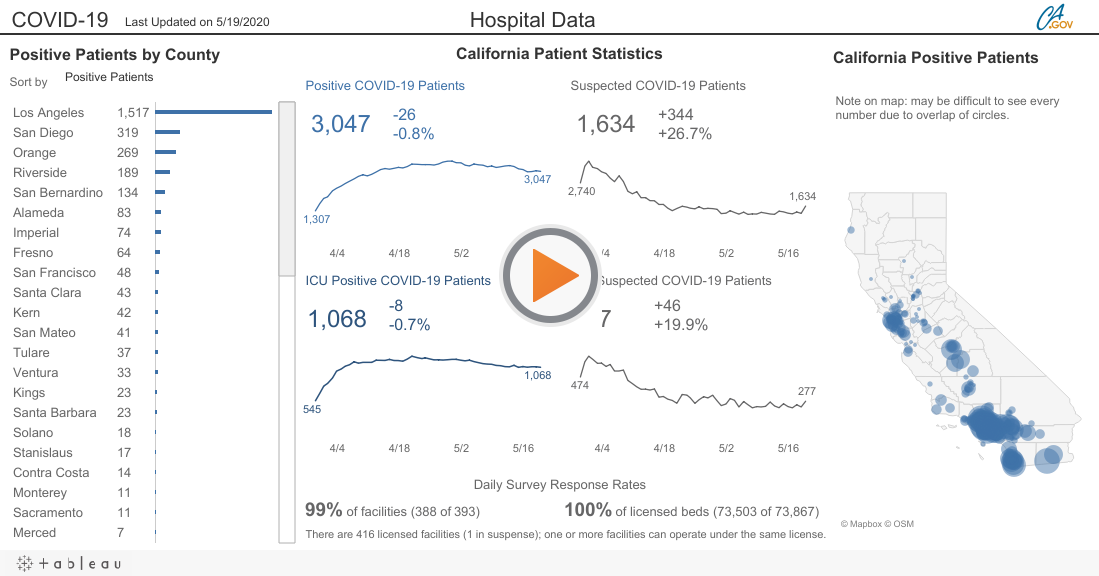 COVID-19 Last Updated on 5/19/2020
Hospital Data
CA.GOV
Positive Patients by County
Sort by Positive Patients
Los Angeles 1,517
San Diego 319
Orange 269
Riverside 189
San Bernardino 134
Alameda 83
Imperial 74
Fresno 64
San Francisco 48
Santa Clara 43
Kern 42
San Mateo 41
Tulare 37
Ventura 33
Kings 23
Santa Barbara 23
Solano 18
Stanislaus 17
Contra Costa 14
Monterey 11
Sacramento 11
Merced 7
California Patient Statistics
Positive COVID-19 Patients
3,047
-26
-0.8%
3,047
1,307
4/4 4/18 5/2
Suspected COVID-19 Patients
1,634
+344
+26.7%
2,740
1,634
/4 4/18 5/2 5/16
ICU Positive COVID-19 Patients
1,068
-8
-0.7%
1,068
545
4/4 4/18 5/2 5/16
Suspected COVID-19 Patients
7
+46
+19.9%
474
277
4/4 4/18 5/2 5/16
Daily Survey Response Rates
99% of facilities (388 of 393)
100% of licensed beds (73,503 of 73,867)
There are 416 licensed facilities (1 in suspense); one or more facilities can operate under the same license.
California Positive Patients
Note on map: may be difficult to see every
number due to overlap of circles.
© Mapbox © OSM
tableau